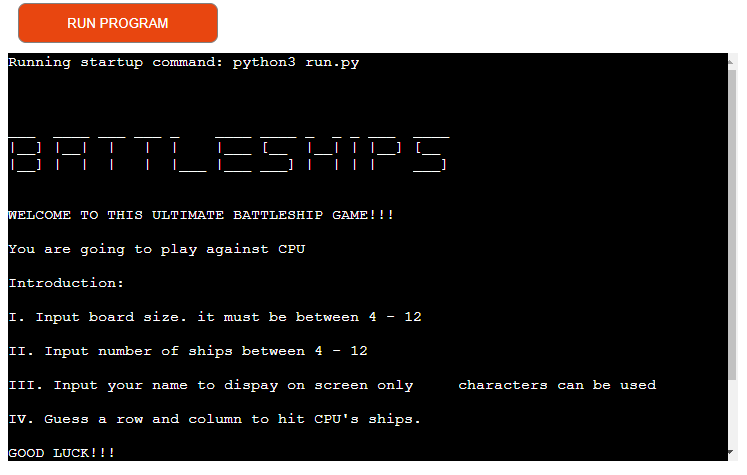 RUN PROGRAM
Running startup command: python3 run.py
BATTLESHIPS
WELCOME TO THIS ULTIMATE BATTLESHIP GAME!!!
You are going to play against CPU
Introduction:
I. Input board size. it must be between 4 - 12
II. Input number of ships between 4 - 12
III. Input your name to dispay on screen only     characters can be used
IV. Guess a row and column to hit CPU's ships.
GOOD LUCK!!!